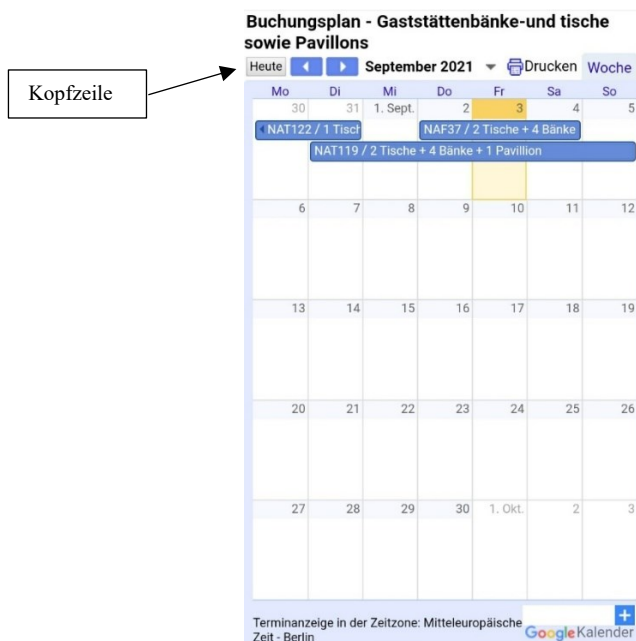 Buchungsplan - Gaststättenbänke-und tische
sowie Pavillons
Kopfzeile
Heute September 2021 Drucken Woche
Mo Di Mi Do Fr Sa So
30 31 1. Sept. 2 3 4 5
NAT122 / 1 Tisch NAF37 / 2 Tische + 4 Bänke
NAT119 / 2 Tische + 4 Bänke + 1 Pavillion
6 7 8 9 10 11 12
13 14 15 16 17 18 19
20 21 22 23 24 25 26
27 28 29 30 1. Okt. 2 3
Terminanzeige in der Zeitzone: Mitteleuropäische
Zeit - Berlin
Google Kalender